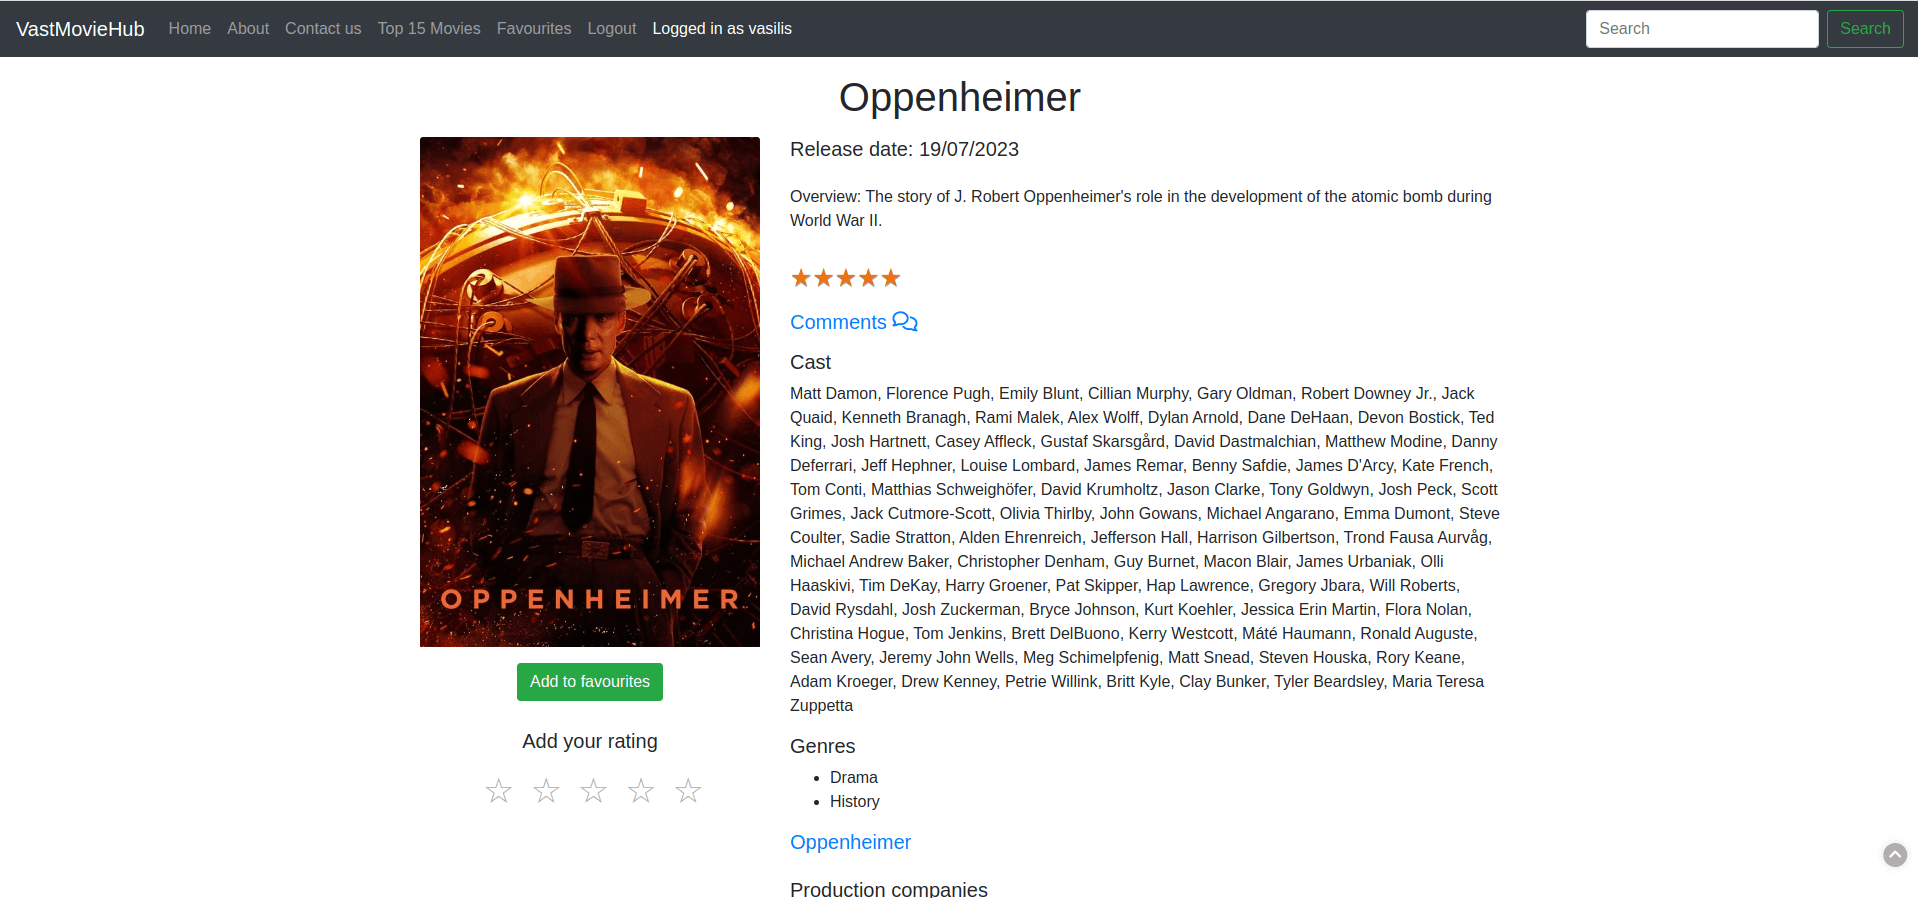 VastMovieHub Home About Contact us Top 15 Movies Favourites Logout Logged in as vasilis Search Search
Oppenheimer
OPPENHEIMER
Add to favourites
Add your rating
Release date: 19/07/2023
Overview: The story of J. Robert Oppenheimer's role in the development of the atomic bomb during
World War II.
Comments
Cast
Matt Damon, Florence Pugh, Emily Blunt, Cillian Murphy, Gary Oldman, Robert Downey Jr., Jack
Quaid, Kenneth Branagh, Rami Malek, Alex Wolff, Dylan Arnold, Dane DeHaan, Devon Bostick, Ted
King, Josh Hartnett, Casey Affleck, Gustaf Skarsgård, David Dastmalchian, Matthew Modine, Danny
Deferrari, Jeff Hephner, Louise Lombard, James Remar, Benny Safdie, James D'Arcy, Kate French,
Tom Conti, Matthias Schweighöfer, David Krumholtz, Jason Clarke, Tony Goldwyn, Josh Peck, Scott
Grimes, Jack Cutmore-Scott, Olivia Thirlby, John Gowans, Michael Angarano, Emma Dumont, Steve
Coulter, Sadie Stratton, Alden Ehrenreich, Jefferson Hall, Harrison Gilbertson, Trond Fausa Aurvåg,
Michael Andrew Baker, Christopher Denham, Guy Burnet, Macon Blair, James Urbaniak, Olli
Haaskivi, Tim DeKay, Harry Groener, Pat Skipper, Hap Lawrence, Gregory Jbara, Will Roberts,
David Rysdahl, Josh Zuckerman, Bryce Johnson, Kurt Koehler, Jessica Erin Martin, Flora Nolan,
Christina Hogue, Tom Jenkins, Brett DelBuono, Kerry Westcott, Máté Haumann, Ronald Auguste,
Sean Avery, Jeremy John Wells, Meg Schimelpfenig, Matt Snead, Steven Houska, Rory Keane,
Adam Kroeger, Drew Kenney, Petrie Willink, Britt Kyle, Clay Bunker, Tyler Beardsley, Maria Teresa
Zuppetta
Genres
Drama
History
Oppenheimer
Production companies